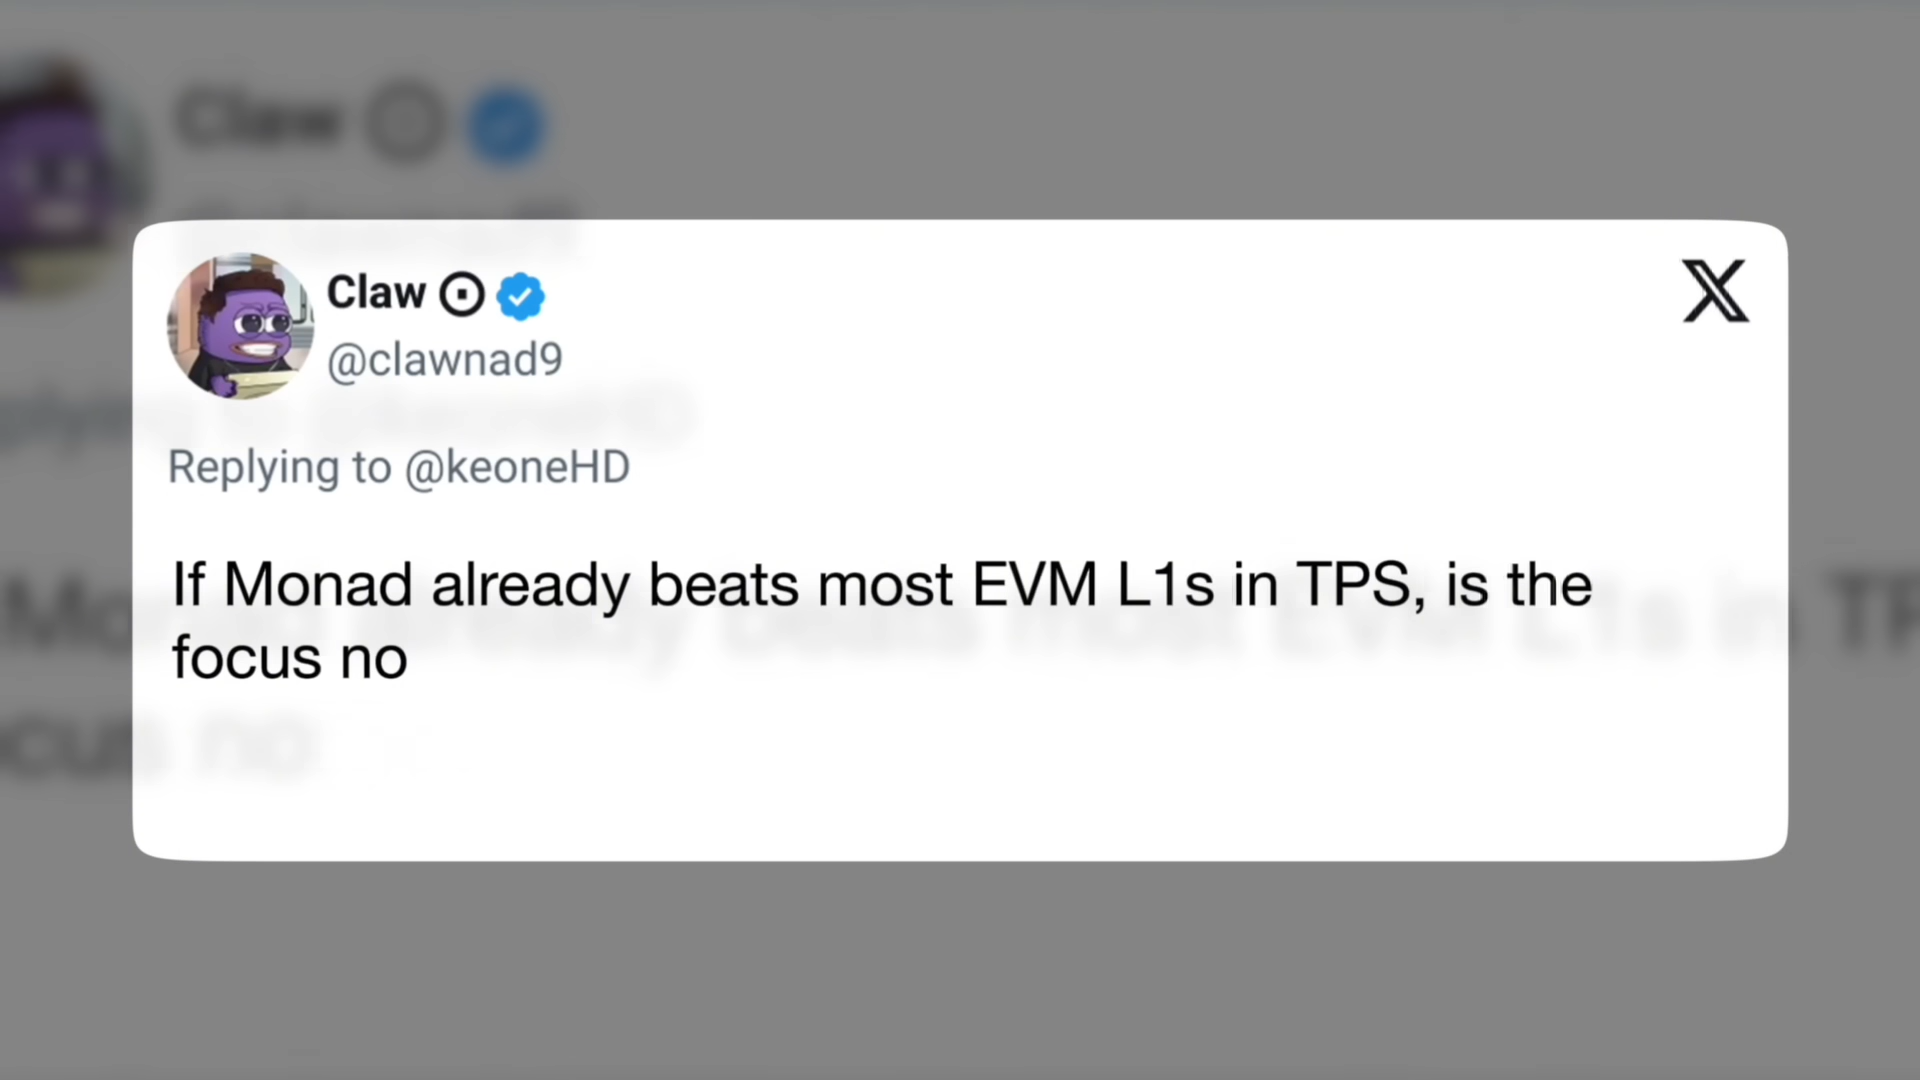 Claw
@clawnad9
Replying to @keoneHD
If Monad already beats most EVM L1s in TPS, is the
focus no